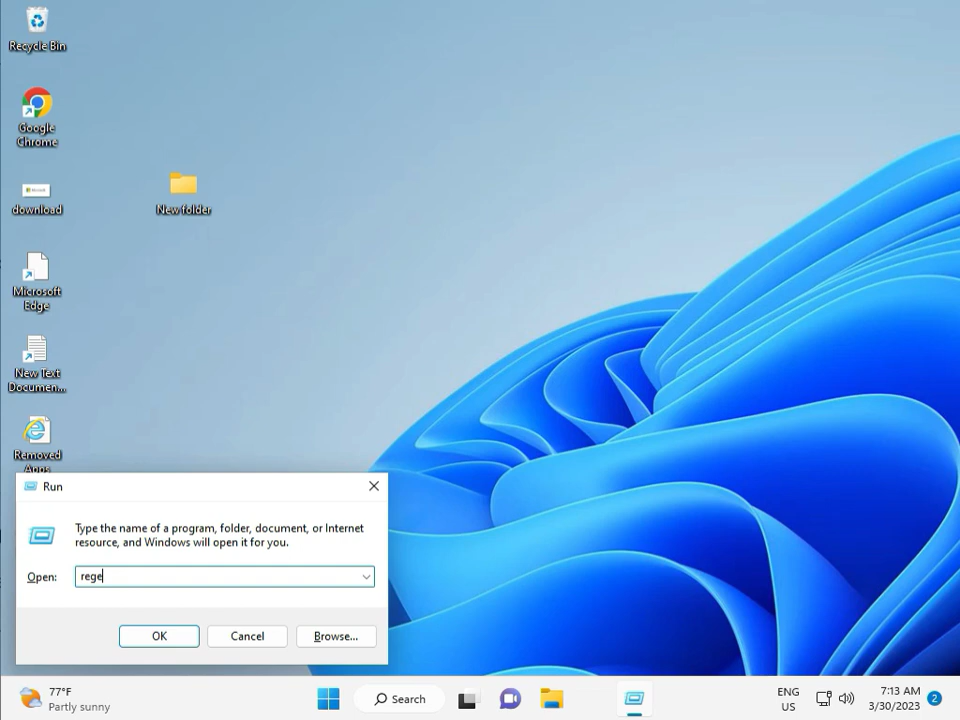 Recycle Bin
Google
Chrome
download
New folder
Microsoft
Edge
New Text
Documen...
Removed
Apps
Run
Type the name of a program, folder, document, or Internet
resource, and Windows will open it for you.
Open: rege
OK Cancel Browse...
77°F
Partly sunny
Search
ENG
US
7:13 AM
3/30/2023
2